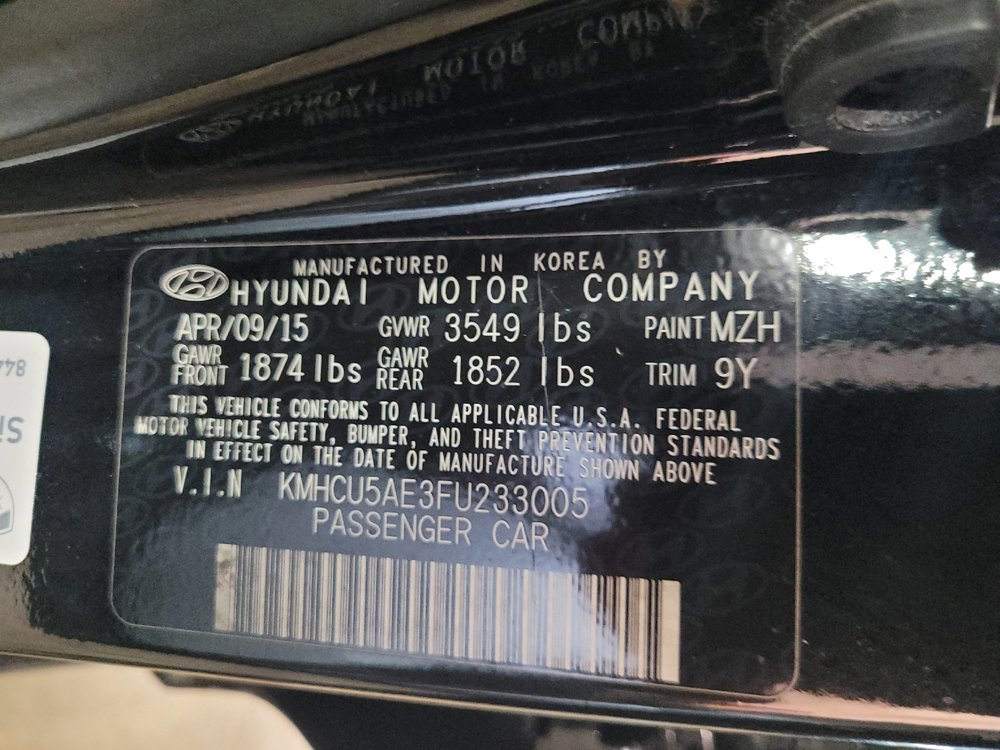 MANUFACTURED IN KOREA BY
HYUNDAI MOTOR COMPANY
APR/09/15 GVWR 3549 lbs PAINT MZH
GAWR FRONT 1874 lbs GAWR REAR 1852 lbs TRIM 9Y
THIS VEHICLE CONFORMS TO ALL APPLICABLE U.S.A. FEDERAL
MOTOR VEHICLE SAFETY, BUMPER, AND THEFT PREVENTION STANDARDS
IN EFFECT ON THE DATE OF MANUFACTURE SHOWN ABOVE
V.I.N KMHCU5AE3FU233005
PASSENGER CAR